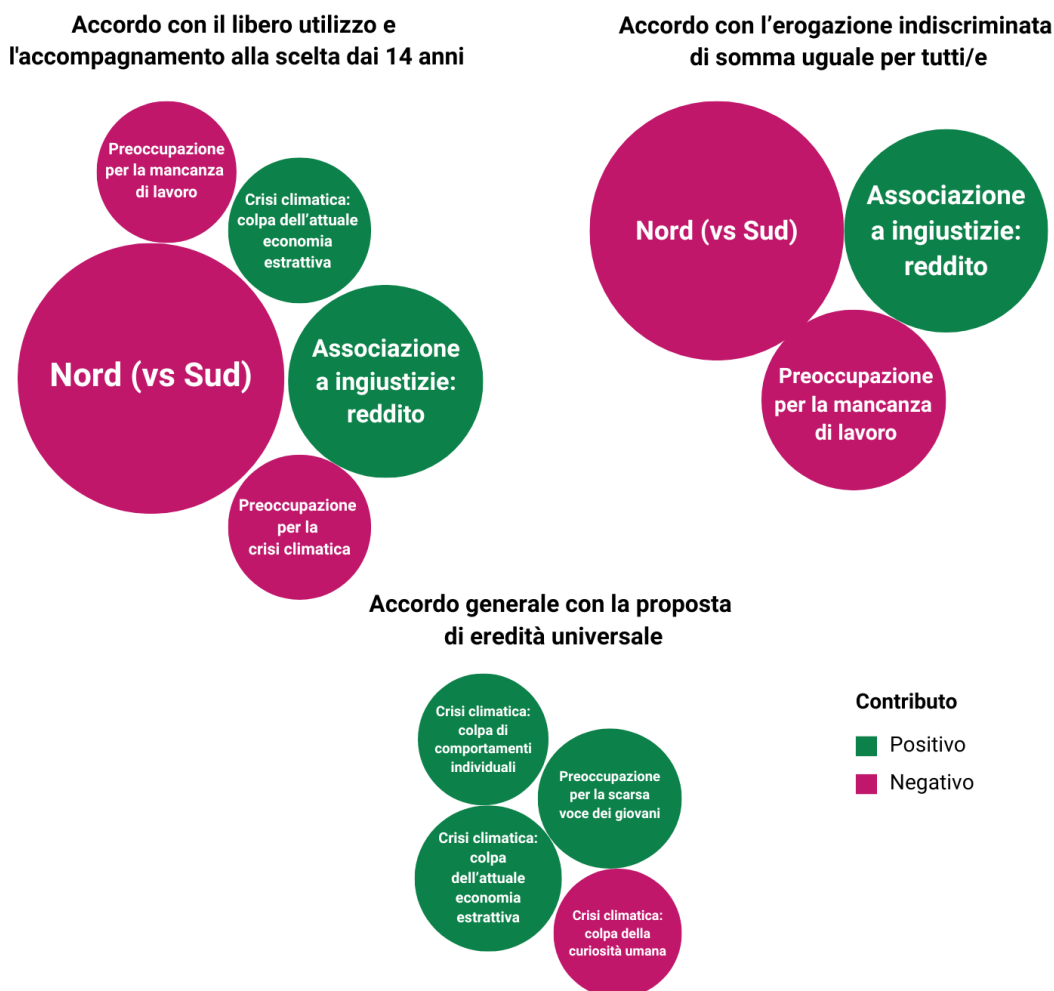 Accordo con il libero utilizzo e
l'accompagnamento alla scelta dai 14 anni
Preoccupazione
per la mancanza
di lavoro
Crisi climatica:
colpa dell’attuale
economia
estrattiva
Nord (vs Sud)
Associazione
a ingiustizie:
reddito
Preoccupazione
per la
crisi climatica
Accordo con l’erogazione indiscriminata
di somma uguale per tutti/e
Nord (vs Sud)
Associazione
a ingiustizie:
reddito
Preoccupazione
per la mancanza
di lavoro
Accordo generale con la proposta
di eredità universale
Crisi climatica:
colpa di
comportamenti
individuali
Preoccupazione
per la scarsa
voce dei giovani
Crisi climatica:
colpa
dell’attuale
economia
estrattiva
Crisi climatica:
colpa della
curiosità umana
Contributo
Positivo
Negativo